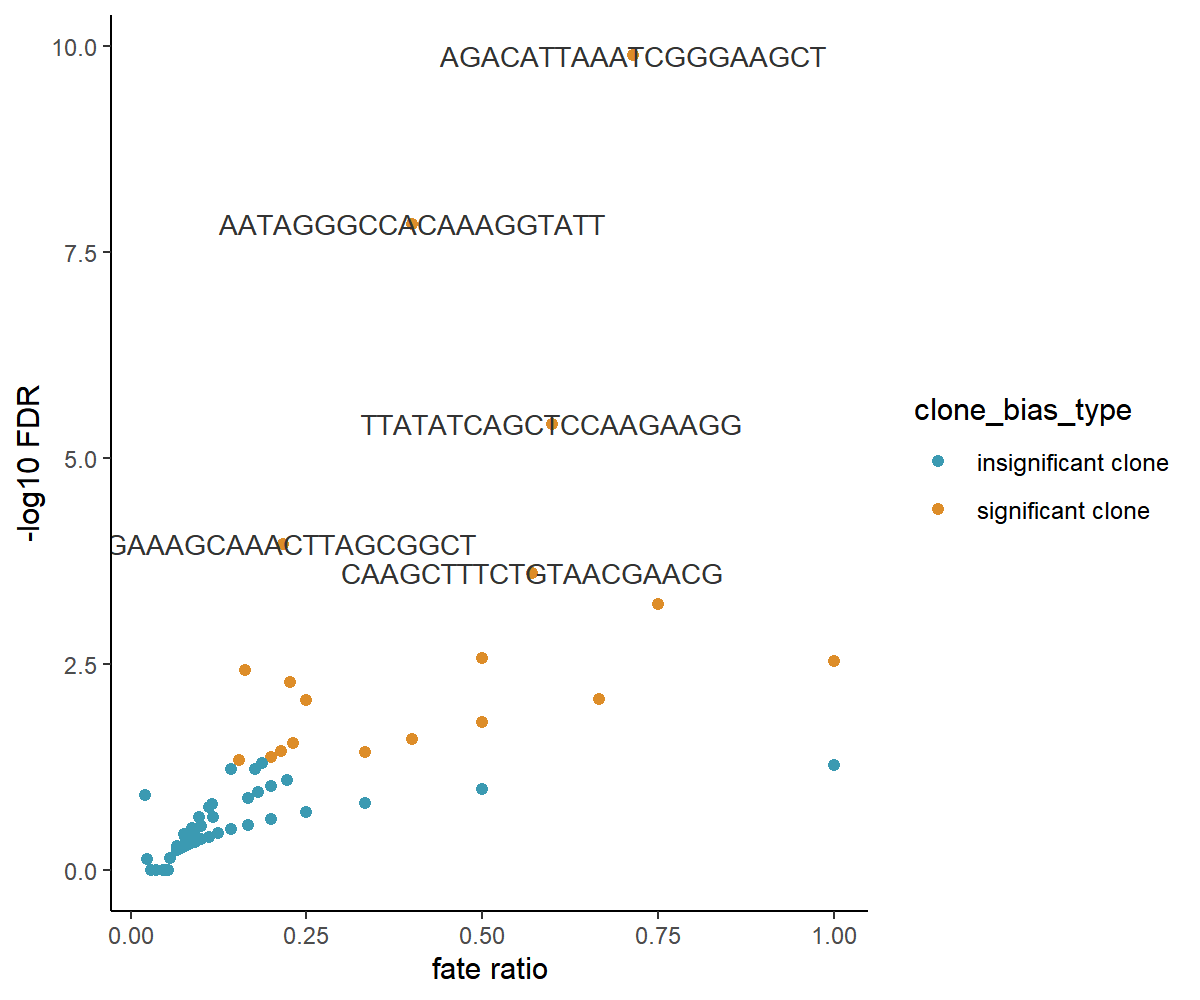 10.0
AGACATTAAATCGGGAAGCT
AATAGGGCCACAAAGGTATT
7.5
TTATATCAGCTCCAAGAAGG
5.0
GAAAGCAAACTTAGCGGCT
CAAGCTTTCTGTAACGAACG
2.5
0.0
-log10 FDR
0.00 0.25 0.50 0.75 1.00
fate ratio
clone_bias_type
insignificant clone
significant clone